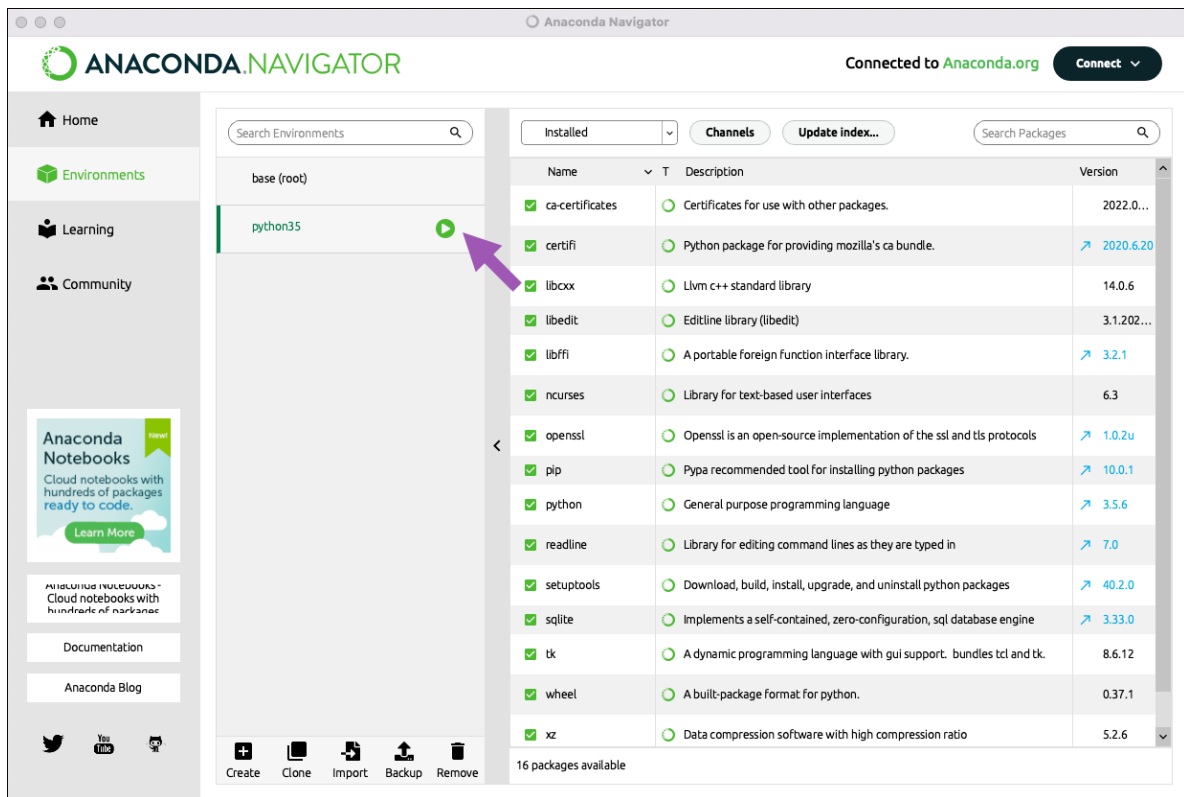 Anaconda Navigator
ANACONDA.NAVIGATOR
Connected to Anaconda.org
Connect
Home
Environments
Learning
Community
Anaconda
Notebooks
New!
Cloud notebooks with
hundreds of packages
ready to code.
Learn More
Anaconda Notebooks -
Cloud notebooks with
hundreds of packages
Documentation
Anaconda Blog
You
Tube
Search Environments
base (root)
python35
Create
Clone
Import
Backup
Remove
Installed
Channels
Update index...
Search Packages
Name T Description Version
ca-certificates Certificates for use with other packages. 2022.0...
certifi Python package for providing mozilla's ca bundle. 2020.6.20
libcxx Llvm c++ standard library 14.0.6
libedit Editline library (libedit) 3.1.202...
libffi A portable foreign function interface library. 3.2.1
ncurses Library for text-based user interfaces 6.3
openssl Openssl is an open-source implementation of the ssl and tls protocols 1.0.2u
pip Pypa recommended tool for installing python packages 10.0.1
python General purpose programming language 3.5.6
readline Library for editing command lines as they are typed in 7.0
setuptools Download, build, install, upgrade, and uninstall python packages 40.2.0
sqlite Implements a self-contained, zero-configuration, sql database engine 3.33.0
tk A dynamic programming language with gui support. bundles tcl and tk. 8.6.12
wheel A built-package format for python. 0.37.1
xz Data compression software with high compression ratio 5.2.6
16 packages available